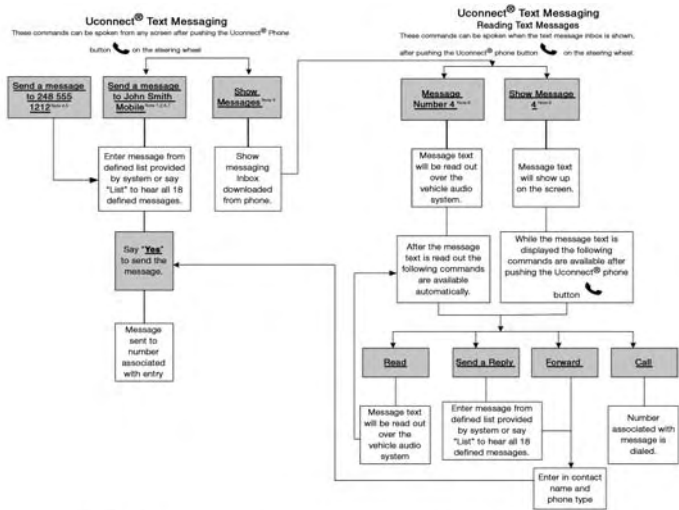 Uconnect® Text Messaging
These commands can be spoken from any screen after pushing the Uconnect® Phone
button on the steering wheel
Send a message
to 248 555
1212
Send a message
to John Smith
Mobile
Show
Messages
Enter message from
defined list provided
by system or say
"List" to hear all 18
defined messages.
Show
messaging
Inbox
downloaded
from phone.
Say "Yes"
to send the
message.
Message
sent to
number
associated
with entry
Uconnect® Text Messaging
Reading Text Messages
These commands can be spoken when the text message inbox is shown,
after pushing the Uconnect® phone button on the steering wheel
Message
Number 4
Show Message
4
Message text
will be read out
over the
vehicle audio
system.
Message text
will show up
on the screen.
After the message
text is read out the
following commands
are available
automatically.
While the message text is
displayed the following
commands are available after
pushing the Uconnect® phone
button
Read
Send a Reply
Forward
Call
Message text
will be read out
over the
vehicle audio
system
Enter message from
defined list provided
by system or say
"List" to hear all 18
defined messages.
Number
associated with
message is
dialed.
Enter in contact
name and
phone type